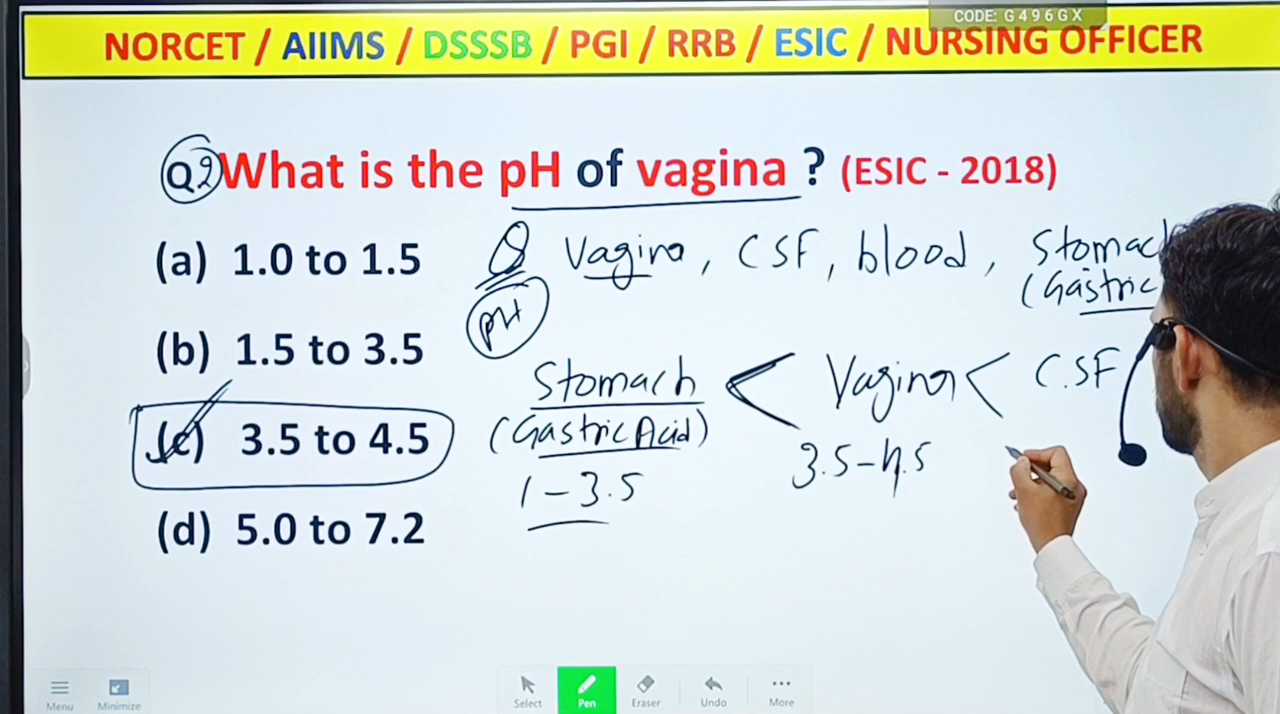 CODE: G496GX
NORCET / AIIMS / DSSSB / PGI / RRB / ESIC / NURSING OFFICER
Q.2 What is the pH of vagina ? (ESIC - 2018)
(a) 1.0 to 1.5
(b) 1.5 to 3.5
(c) 3.5 to 4.5
(d) 5.0 to 7.2
Q Vagina, CSF, blood, Stomach
(Gastric
pH
Stomach < Vagina < CSF
(Gastric Acid)
1 - 3.5
3.5 - 4.5
Menu
Minimize
Select
Pen
Eraser
Undo
More